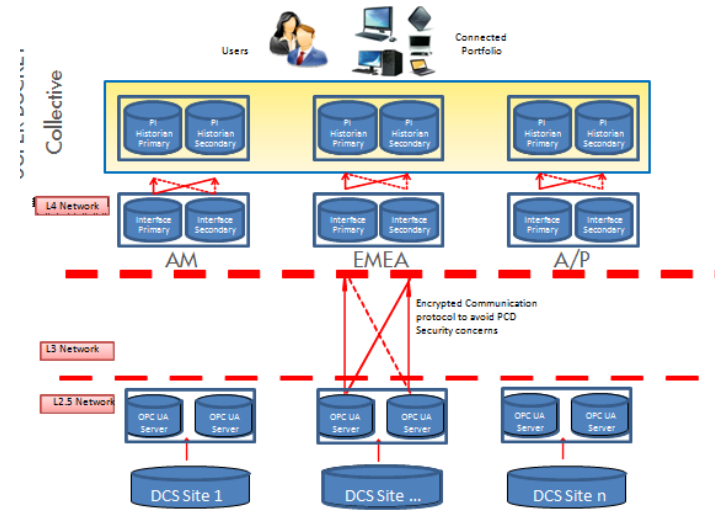 Users
Connected
Portfolio
Collective
PI
Historian
Primary
PI
Historian
Secondary
PI
Historian
Primary
PI
Historian
Secondary
PI
Historian
Primary
PI
Historian
Secondary
L4 Network
Interface
Primary
Interface
Secondary
Interface
Primary
Interface
Secondary
Interface
Primary
Interface
Secondary
AM
EMEA
A/P
Encrypted Communication
protocol to avoid PCD
Security concerns
L3 Network
L2.5 Network
OPC UA
Server
OPC UA
Server
OPC UA
Server
OPC UA
Server
OPC UA
Server
OPC UA
Server
DCS Site 1
DCS Site ...
DCS Site n